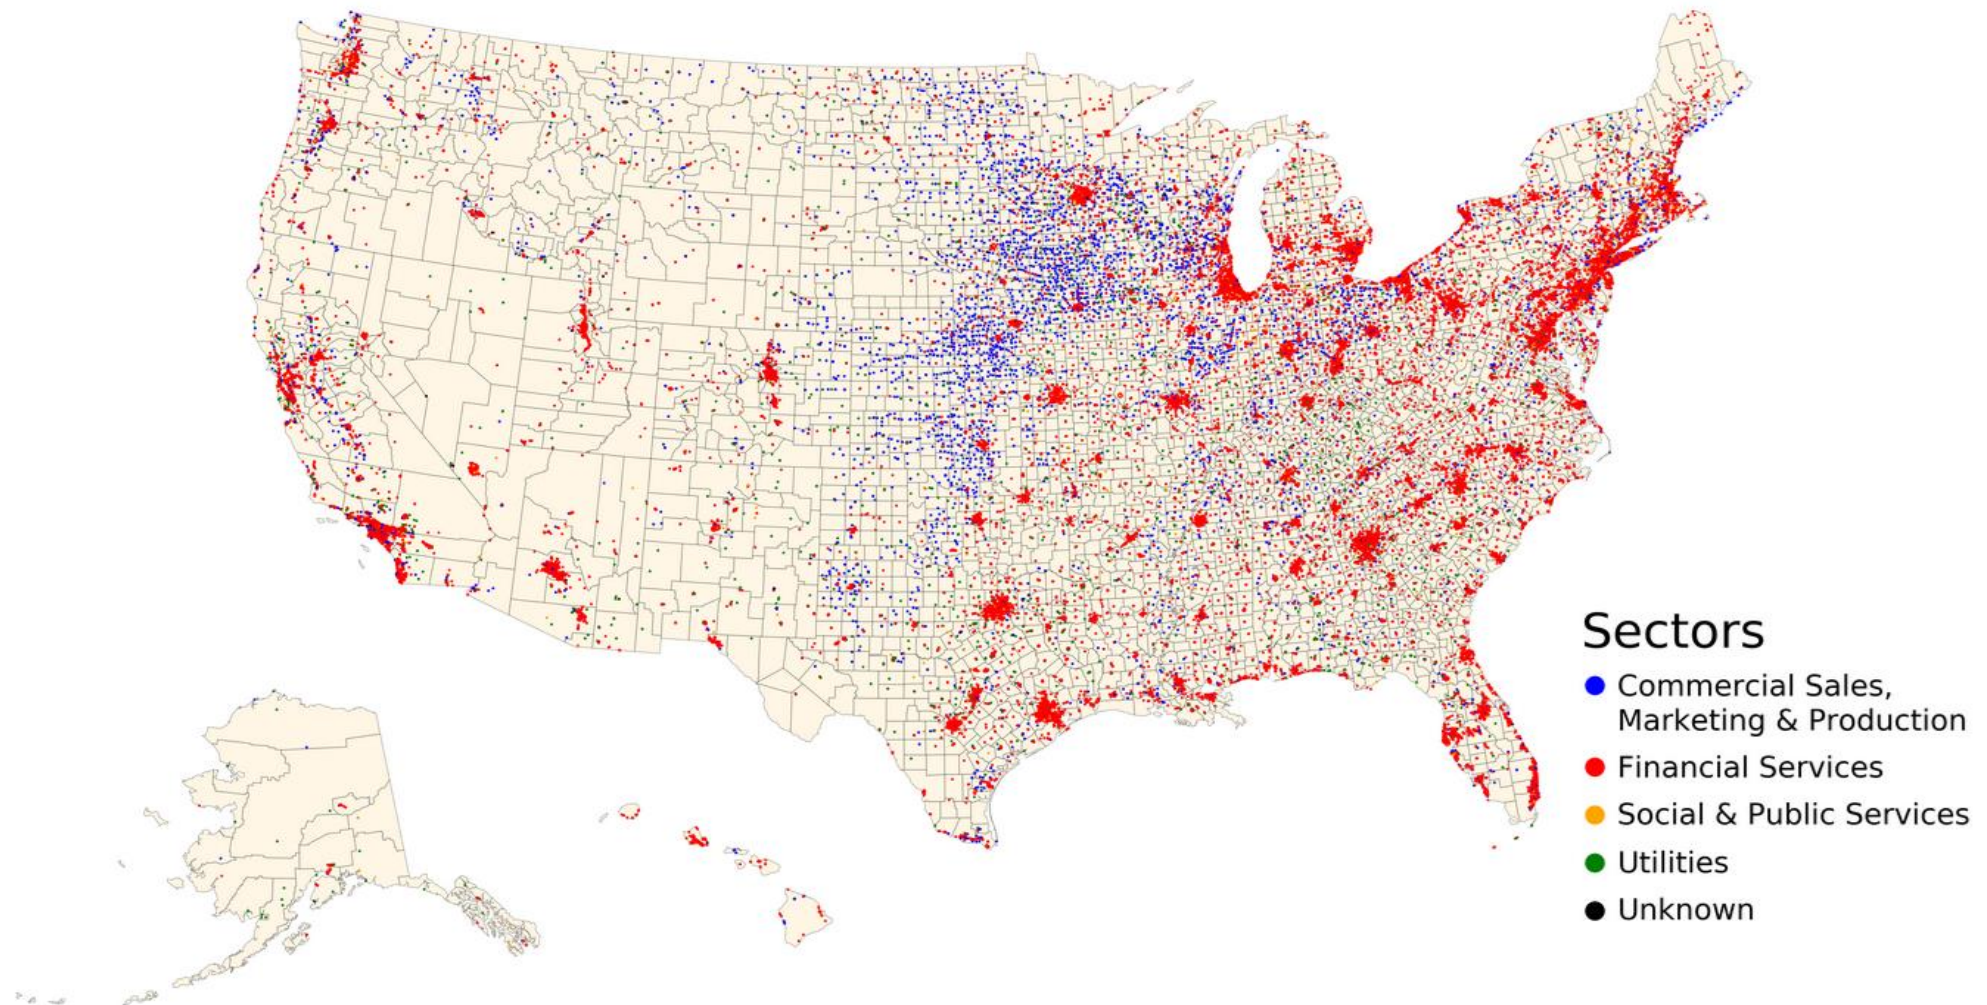 Sectors
Commercial Sales,
Marketing & Production
Financial Services
Social & Public Services
Utilities
Unknown